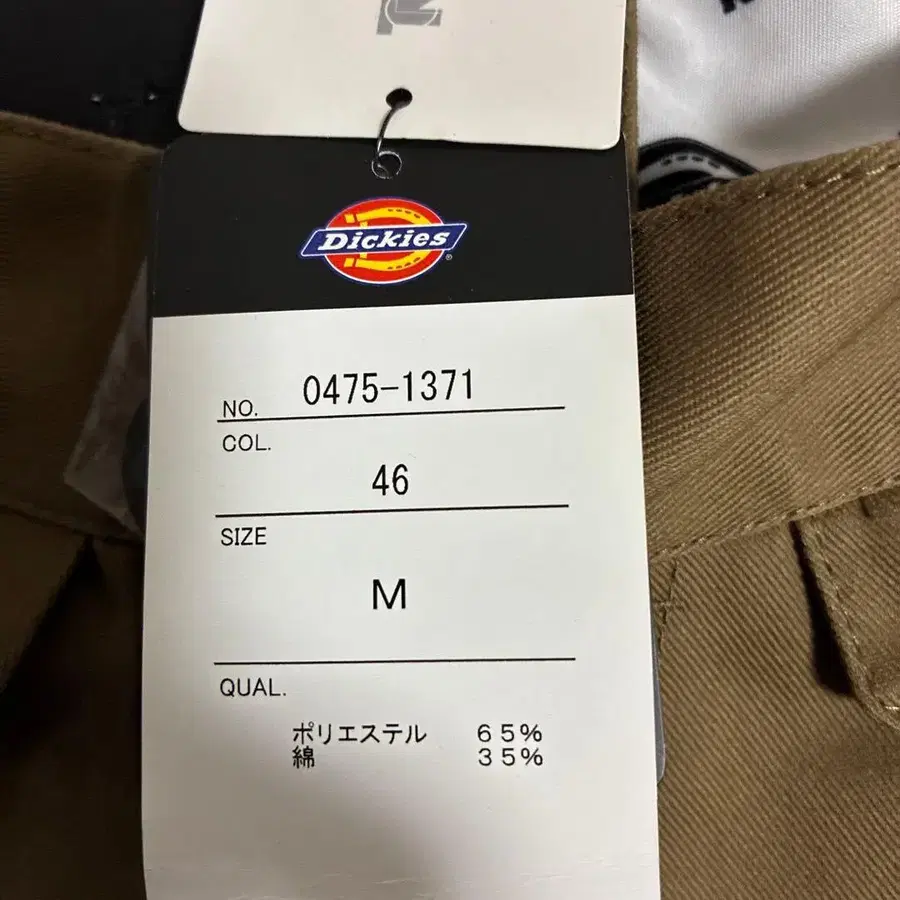 Dickies
NO. 0475-1371
COL.
46
SIZE
M
QUAL.
ポリエステル 65%
綿 35%